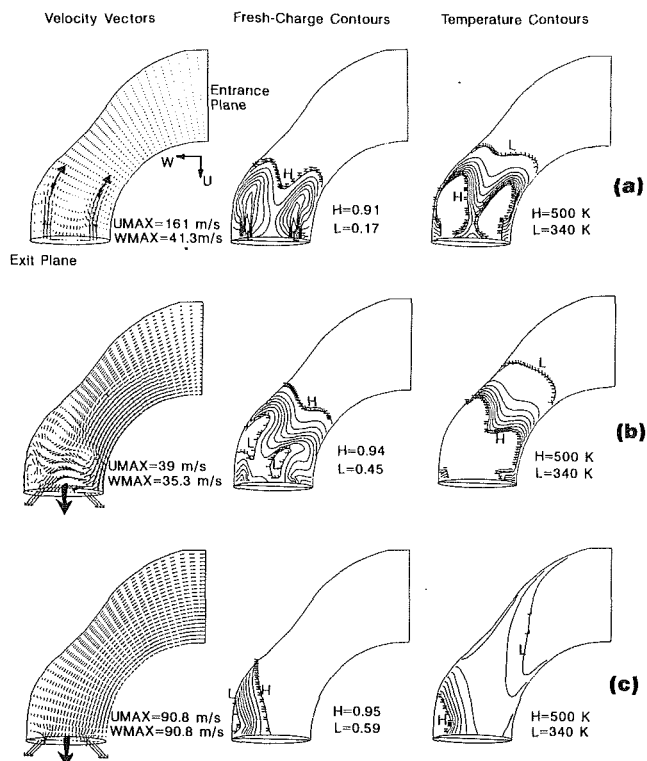 Velocity Vectors
Fresh-Charge Contours
Temperature Contours
Entrance
Plane
W
U
UMAX=161 m/s
WMAX=41.3m/s
Exit Plane
H
H=0.91
L=0.17
L
H
H=500 K
L=340 K
(a)
UMAX=39 m/s
WMAX=35.3 m/s
H
L
L
H=0.94
L=0.45
L
H
H=500 K
L=340 K
(b)
UMAX=90.8 m/s
WMAX=90.8 m/s
L
H
H=0.95
L=0.59
L
H
H=500 K
L=340 K
(c)